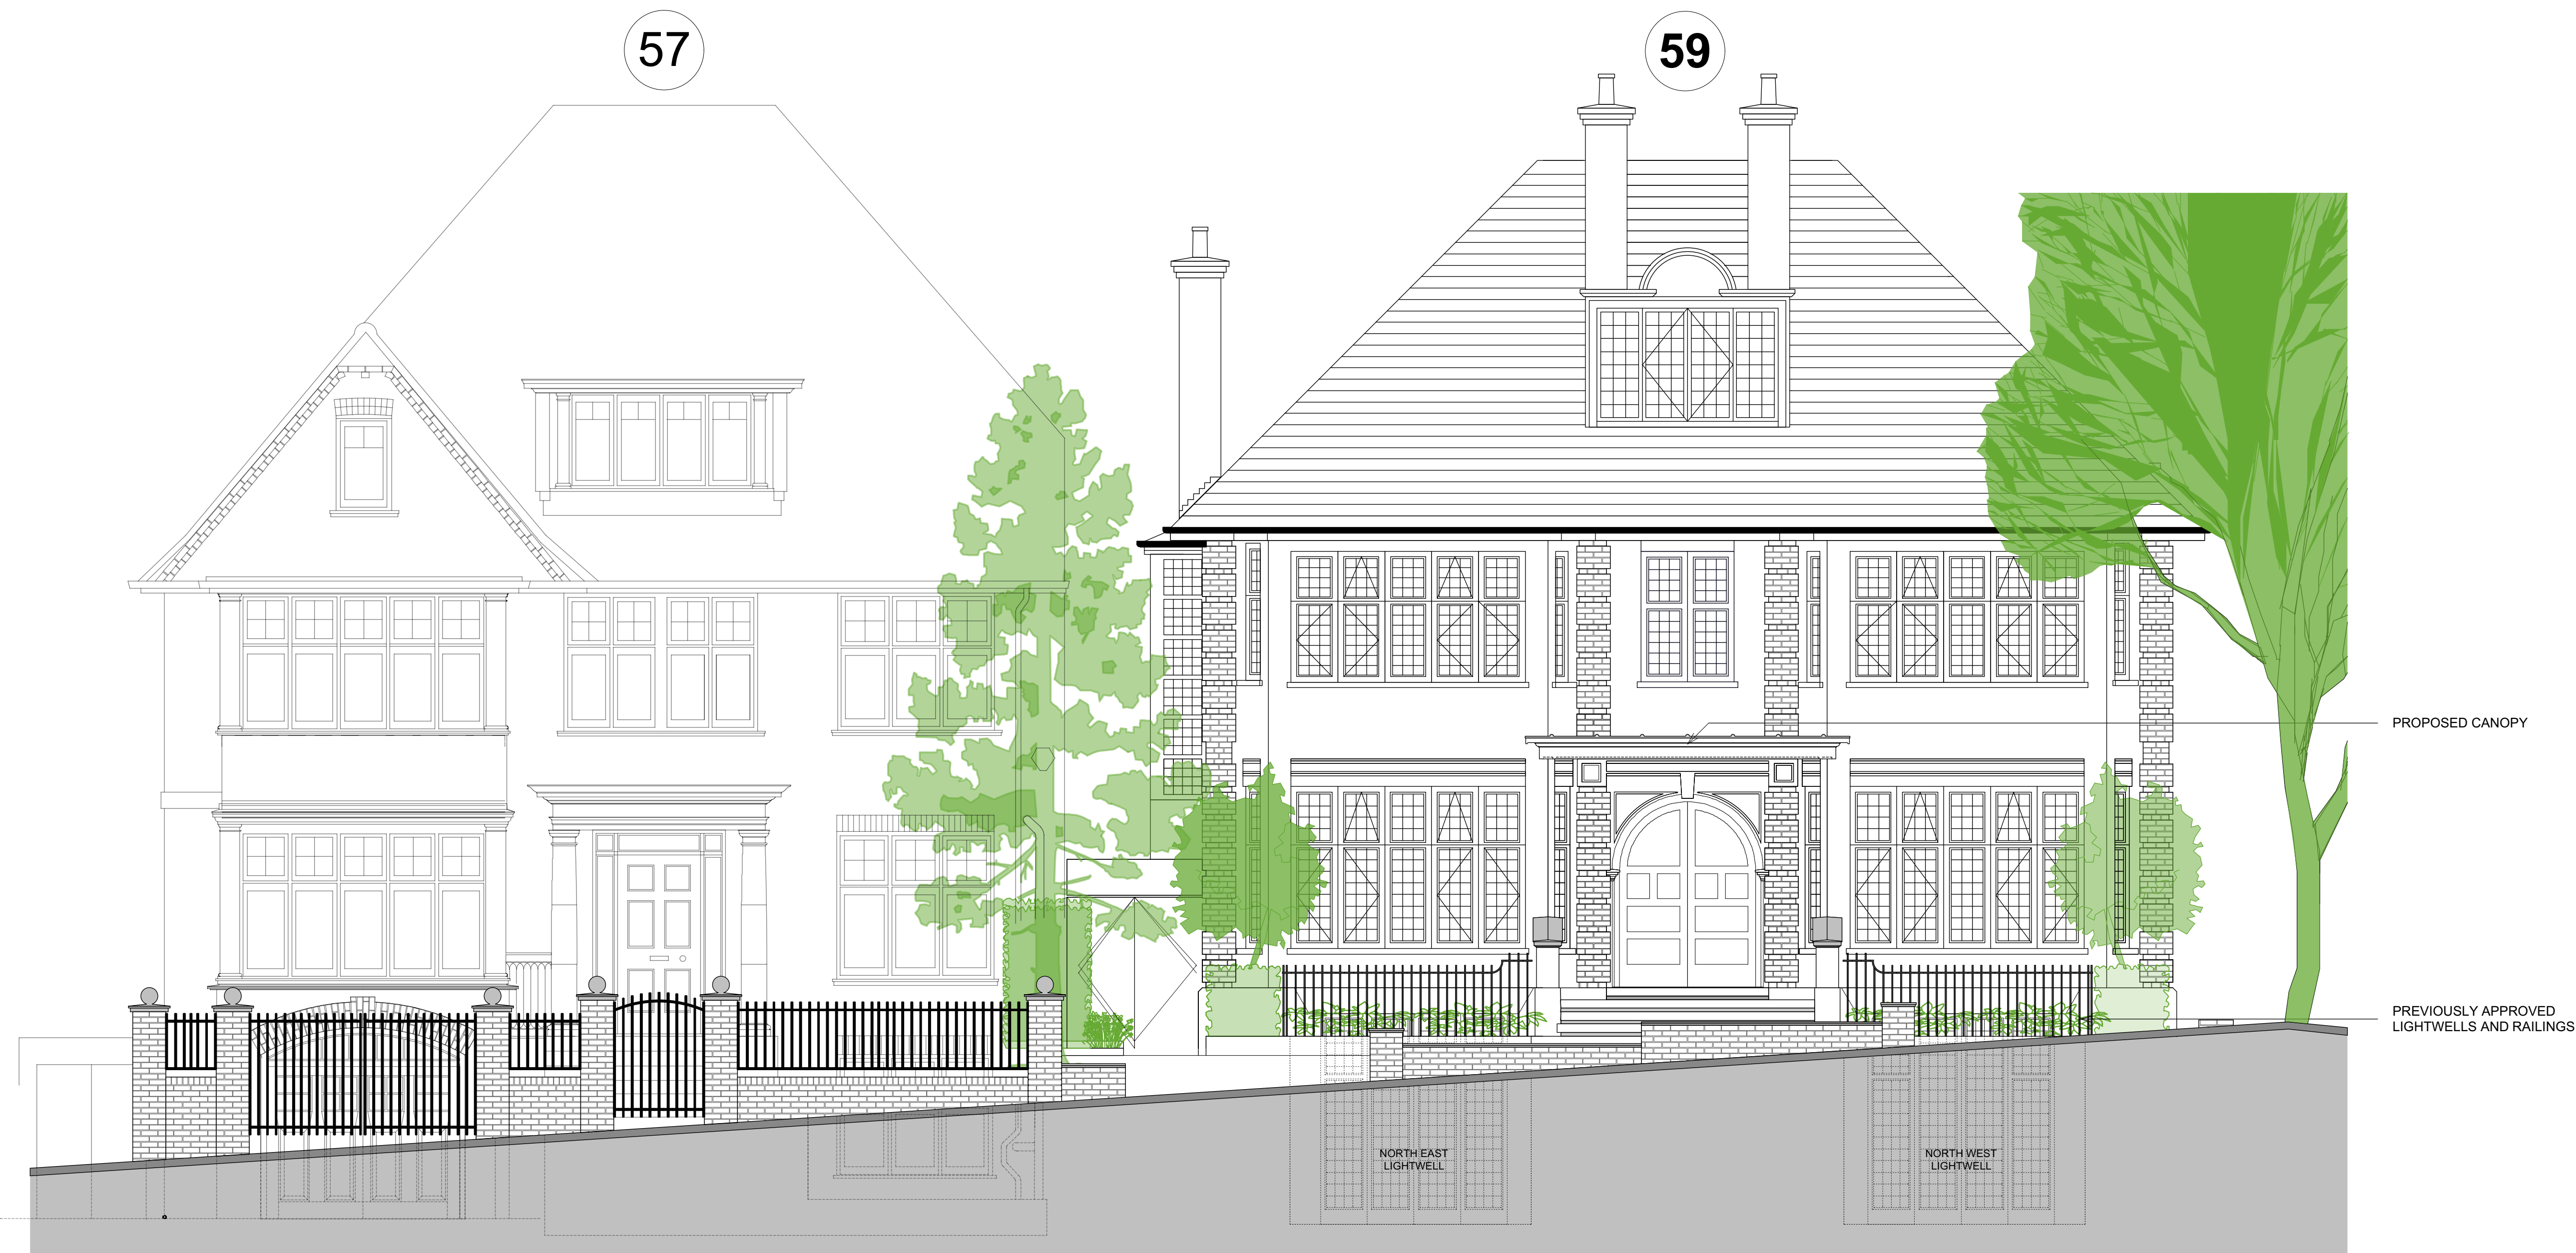 57
59
PROPOSED CANOPY
PREVIOUSLY APPROVED
LIGHTWELLS AND RAILINGS
NORTH EAST
LIGHTWELL
NORTH WEST
LIGHTWELL